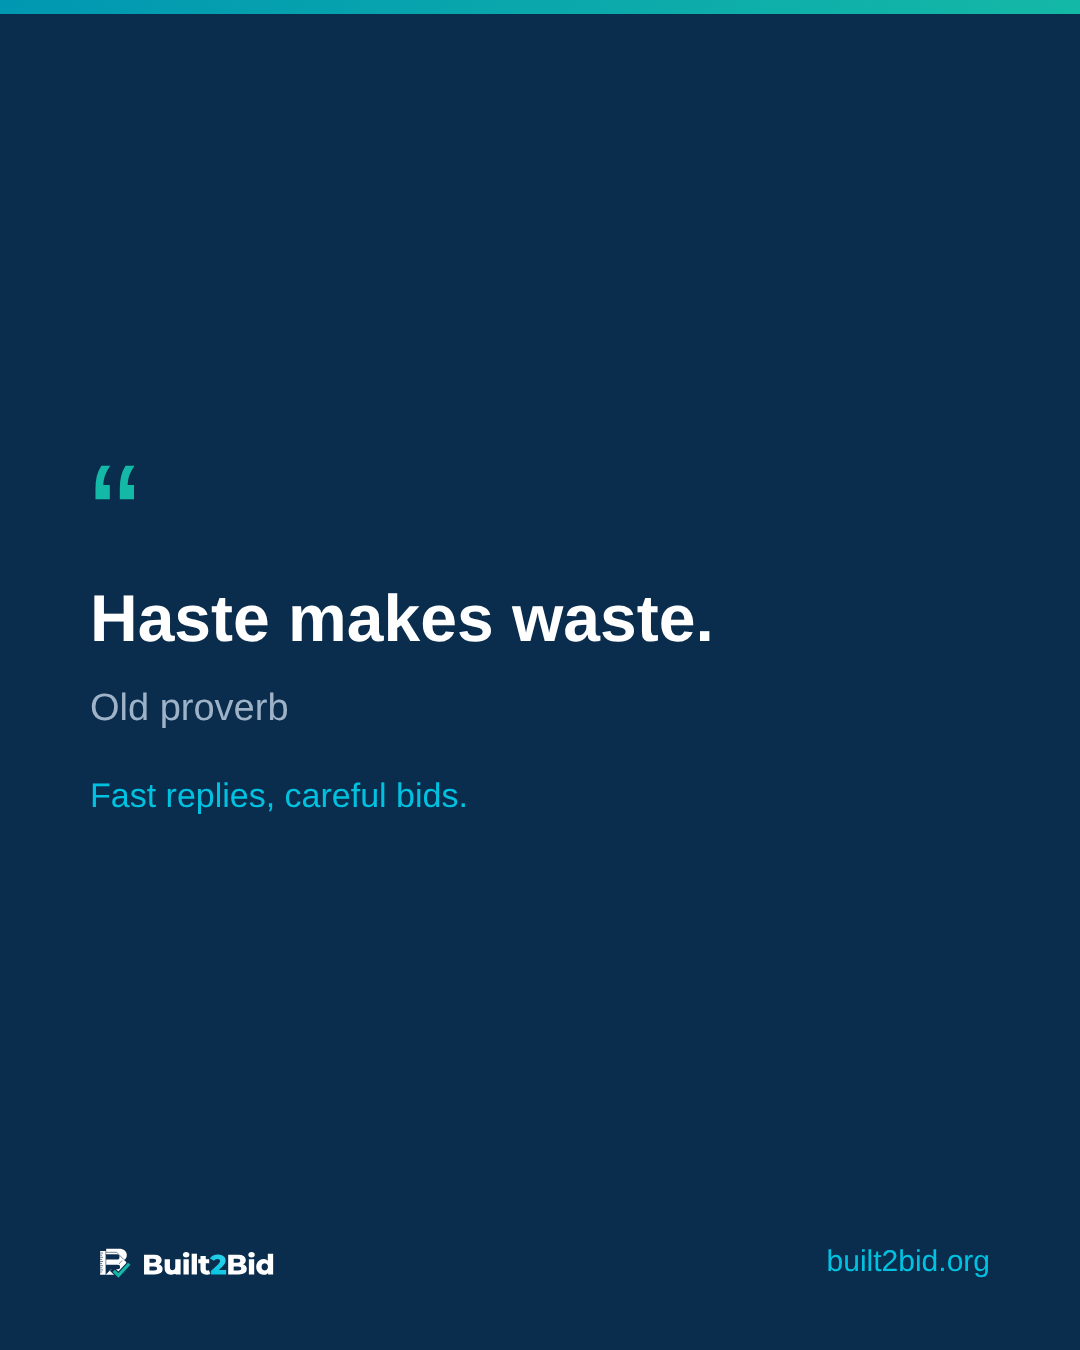 “
Haste makes waste.
Old proverb
Fast replies, careful bids.
Built2Bid
built2bid.org